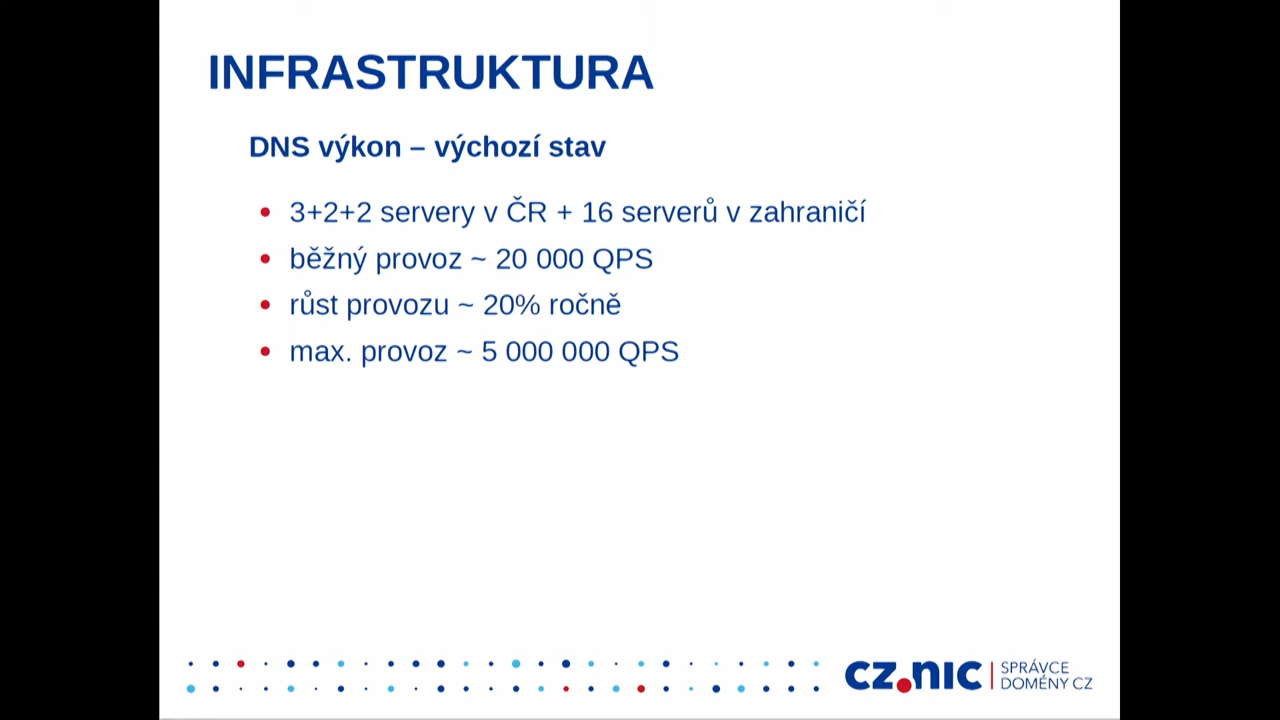 INFRASTRUKTURA
DNS výkon – výchozí stav
3+2+2 servery v ČR + 16 serverů v zahraničí
běžný provoz ~ 20 000 QPS
růst provozu ~ 20% ročně
max. provoz ~ 5 000 000 QPS
CZ.NIC
SPRÁVCE
DOMÉNY CZ